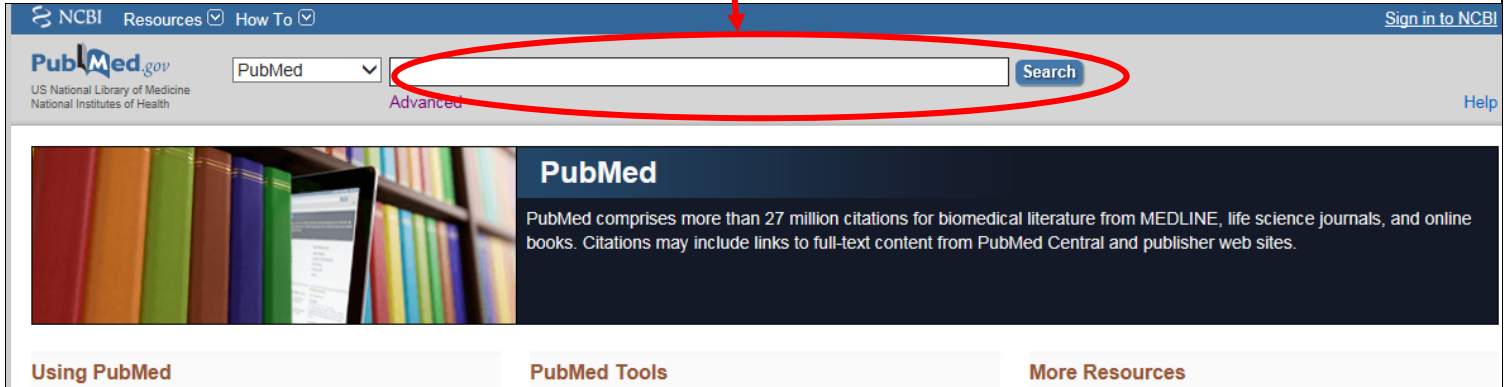 NCBI Resources How To Sign in to NCBI
PubMed.gov
US National Library of Medicine
National Institutes of Health
PubMed
Search
Advanced
Help
PubMed
PubMed comprises more than 27 million citations for biomedical literature from MEDLINE, life science journals, and online
books. Citations may include links to full-text content from PubMed Central and publisher web sites.
Using PubMed
PubMed Tools
More Resources